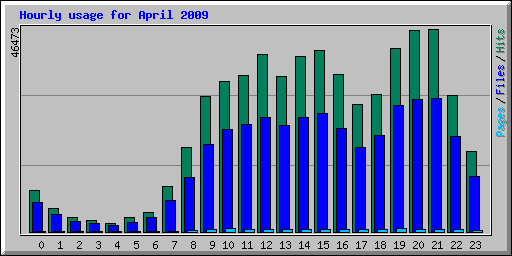 Hourly usage for April 2009
46473
Pages / Files / Hits
0 1 2 3 4 5 6 7 8 9 10 11 12 13 14 15 16 17 18 19 20 21 22 23